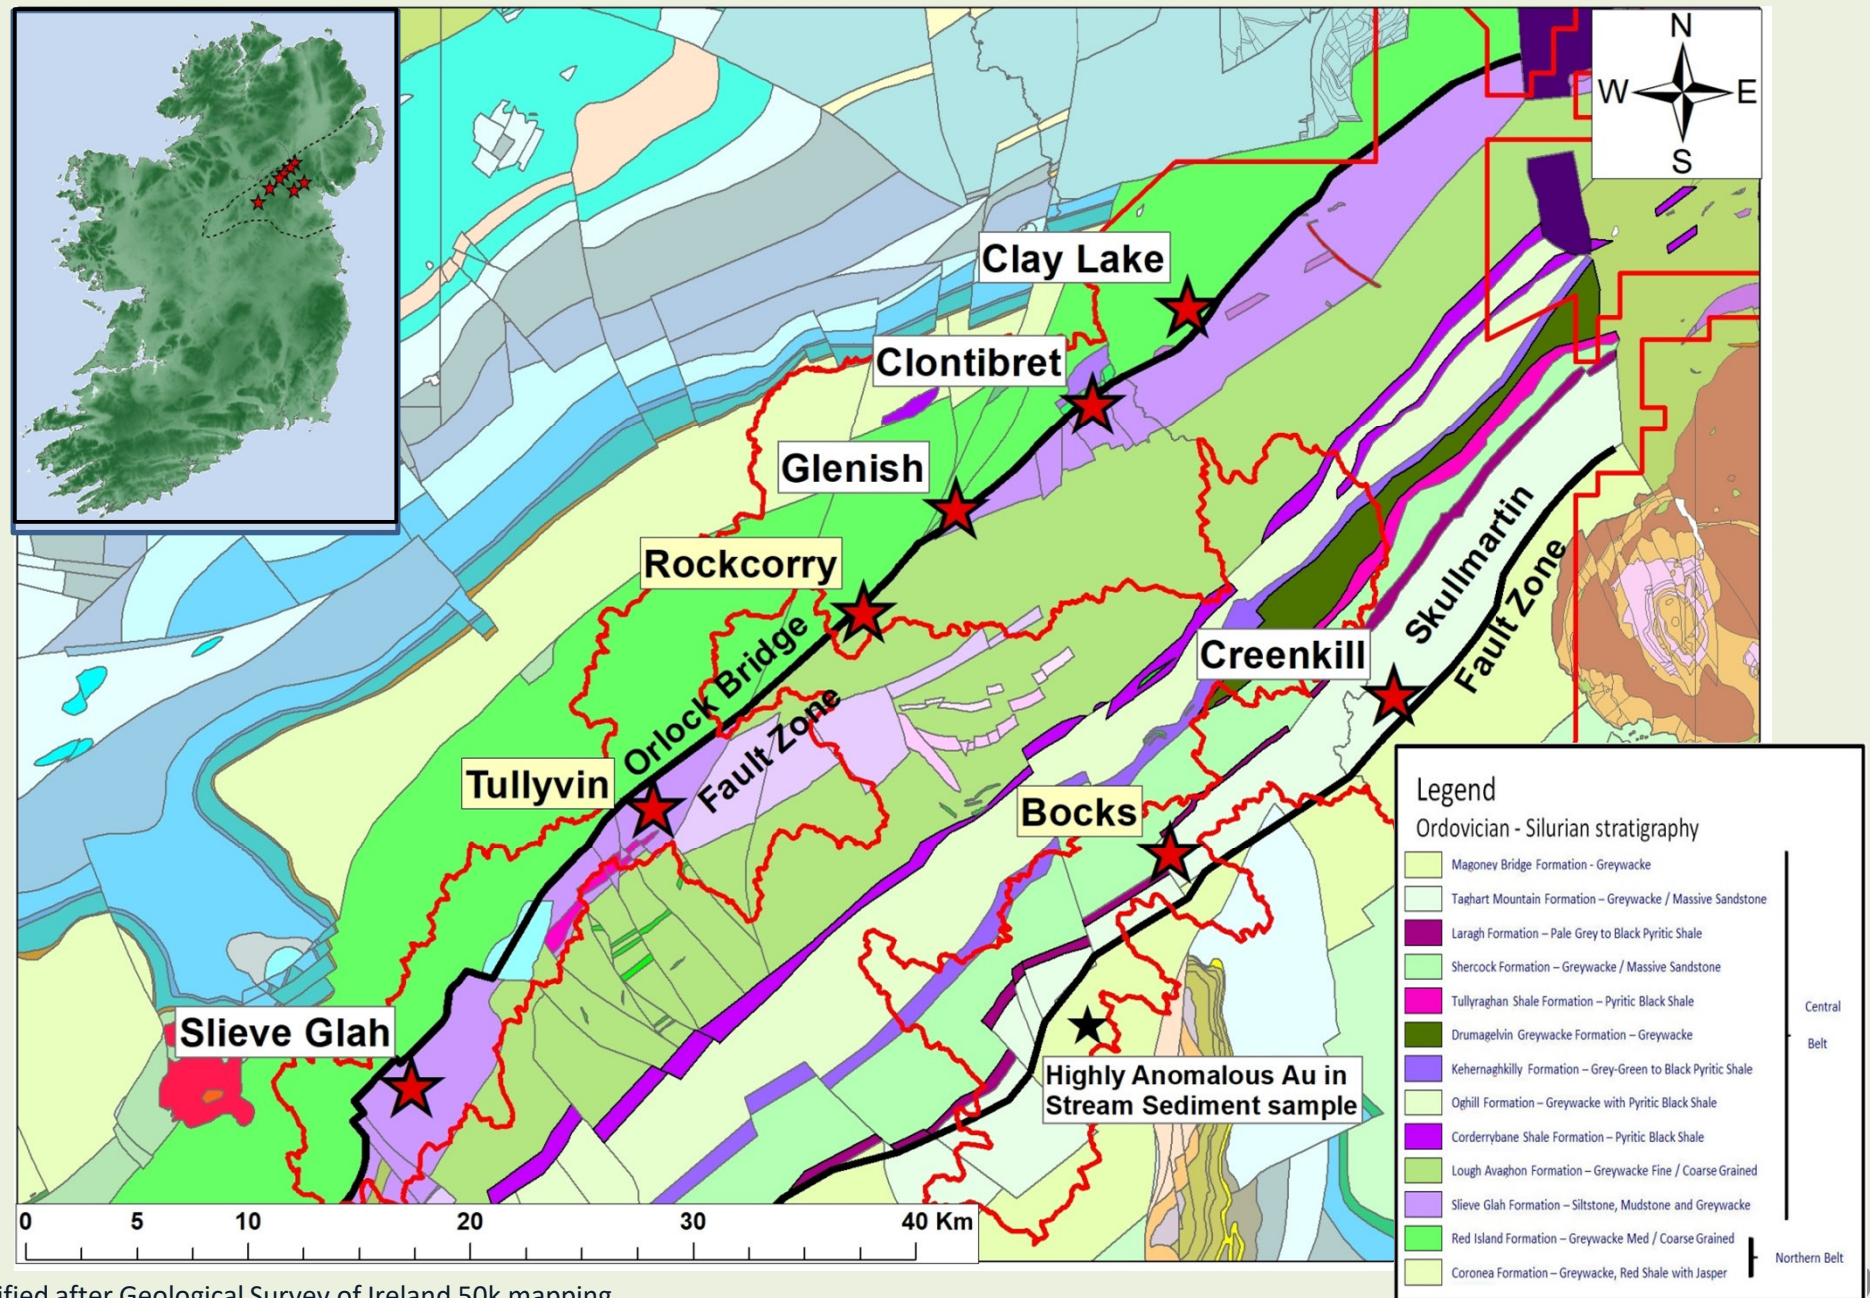 N
W E
S
Clay Lake
Clontibret
Glenish
Rockcorry
Orlock Bridge
Fault Zone
Tullyvin
Skullmartin
Fault Zone
Creenkill
Bocks
Slieve Glah
Highly Anomalous Au in
Stream Sediment sample
0 5 10 20 30 40 Km
Legend
Ordovician - Silurian stratigraphy
Magoney Bridge Formation - Greywacke
Taghart Mountain Formation – Greywacke / Massive Sandstone
Laragh Formation – Pale Grey to Black Pyritic Shale
Shercock Formation – Greywacke / Massive Sandstone
Tullyraghan Shale Formation – Pyritic Black Shale
Drumagelvin Greywacke Formation – Greywacke
Kehernaghkilly Formation – Grey-Green to Black Pyritic Shale
Oghill Formation – Greywacke with Pyritic Black Shale
Corderrybane Shale Formation – Pyritic Black Shale
Lough Avaghon Formation – Greywacke Fine / Coarse Grained
Slieve Glah Formation – Siltstone, Mudstone and Greywacke
Central
Belt
Red Island Formation – Greywacke Med / Coarse Grained
Coronea Formation – Greywacke, Red Shale with Jasper
Northern Belt
ified after Geological Survey of Ireland 50k mapping